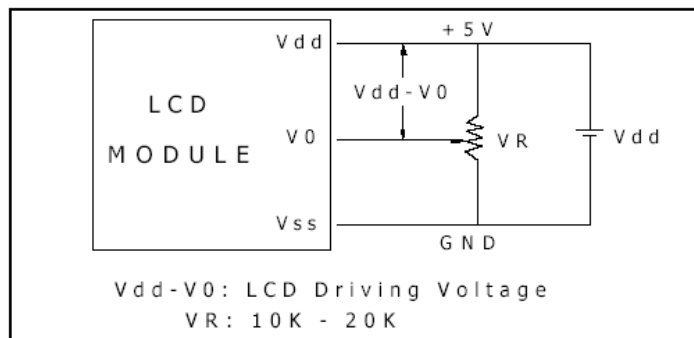 +5V
Vdd
Vdd-V0
LCD
MODULE
V0
VR
Vdd
Vss
GND
Vdd-V0: LCD Driving Voltage
VR: 10K - 20K